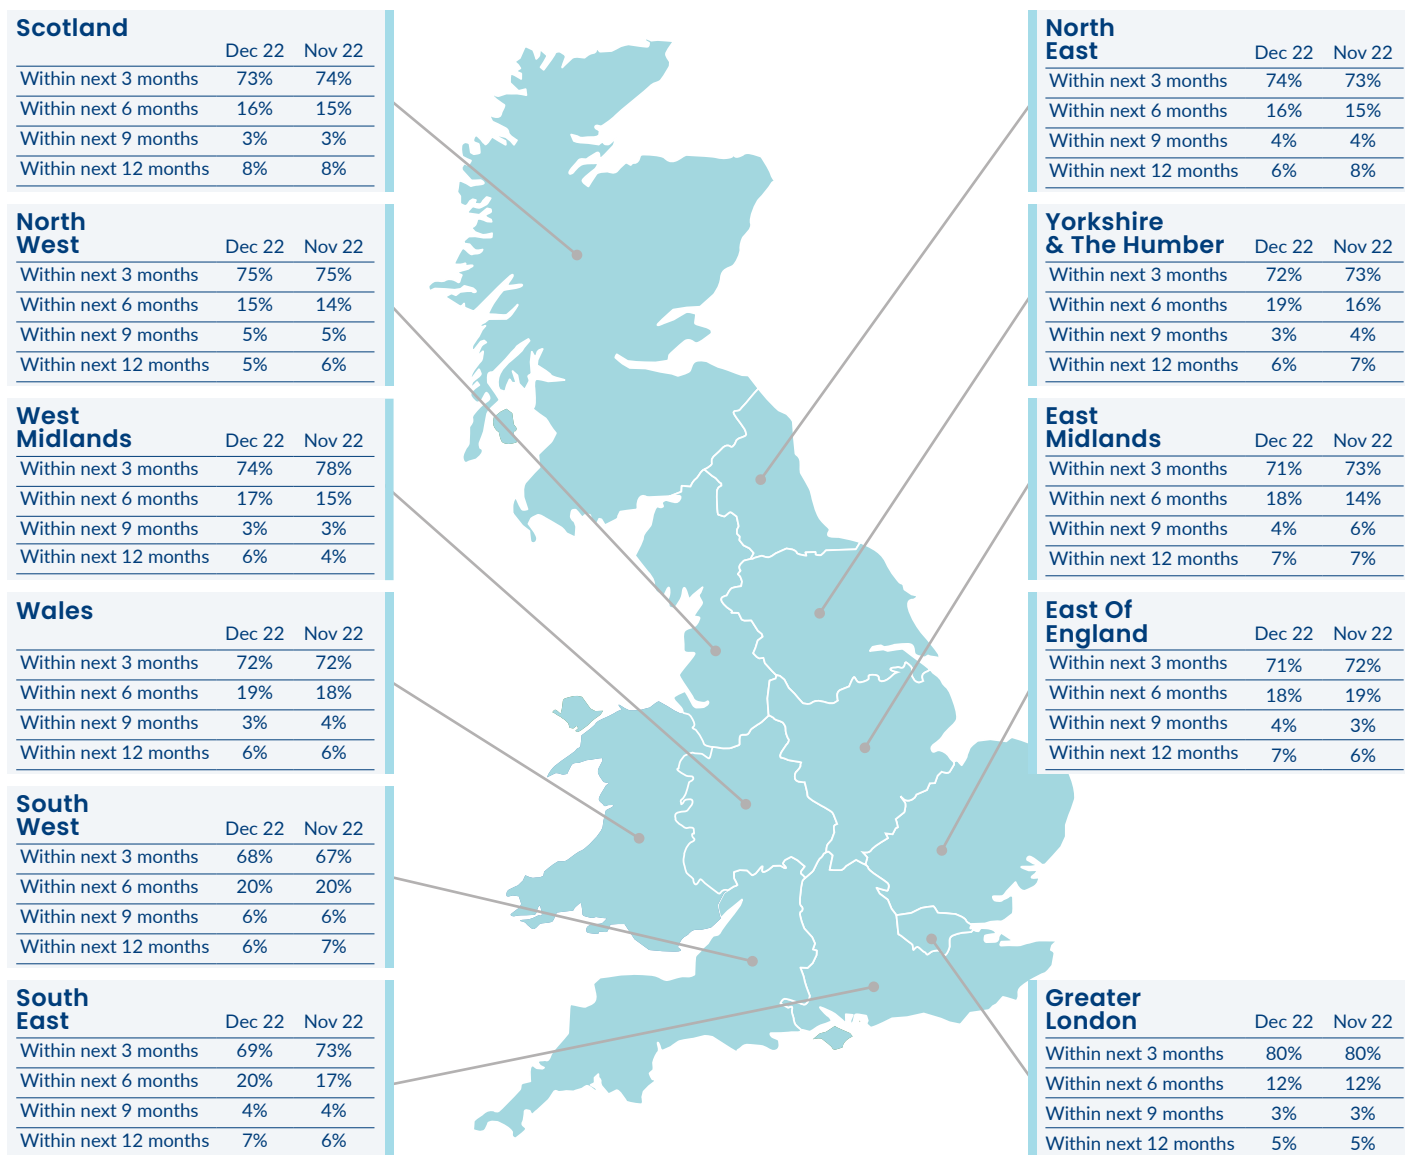 Scotland
Dec 22 Nov 22
Within next 3 months 73% 74%
Within next 6 months 16% 15%
Within next 9 months 3% 3%
Within next 12 months 8% 8%
North
West Dec 22 Nov 22
Within next 3 months 75% 75%
Within next 6 months 15% 14%
Within next 9 months 5% 5%
Within next 12 months 5% 6%
West
Midlands Dec 22 Nov 22
Within next 3 months 74% 78%
Within next 6 months 17% 15%
Within next 9 months 3% 3%
Within next 12 months 6% 4%
Wales
Dec 22 Nov 22
Within next 3 months 72% 72%
Within next 6 months 19% 18%
Within next 9 months 3% 4%
Within next 12 months 6% 6%
South
West Dec 22 Nov 22
Within next 3 months 68% 67%
Within next 6 months 20% 20%
Within next 9 months 6% 6%
Within next 12 months 6% 7%
South
East Dec 22 Nov 22
Within next 3 months 69% 73%
Within next 6 months 20% 17%
Within next 9 months 4% 4%
Within next 12 months 7% 6%
North
East Dec 22 Nov 22
Within next 3 months 74% 73%
Within next 6 months 16% 15%
Within next 9 months 4% 4%
Within next 12 months 6% 8%
Yorkshire
& The Humber Dec 22 Nov 22
Within next 3 months 72% 73%
Within next 6 months 19% 16%
Within next 9 months 3% 4%
Within next 12 months 6% 7%
East
Midlands Dec 22 Nov 22
Within next 3 months 71% 73%
Within next 6 months 18% 14%
Within next 9 months 4% 6%
Within next 12 months 7% 7%
East Of
England Dec 22 Nov 22
Within next 3 months 71% 72%
Within next 6 months 18% 19%
Within next 9 months 4% 3%
Within next 12 months 7% 6%
Greater
London Dec 22 Nov 22
Within next 3 months 80% 80%
Within next 6 months 12% 12%
Within next 9 months 3% 3%
Within next 12 months 5% 5%